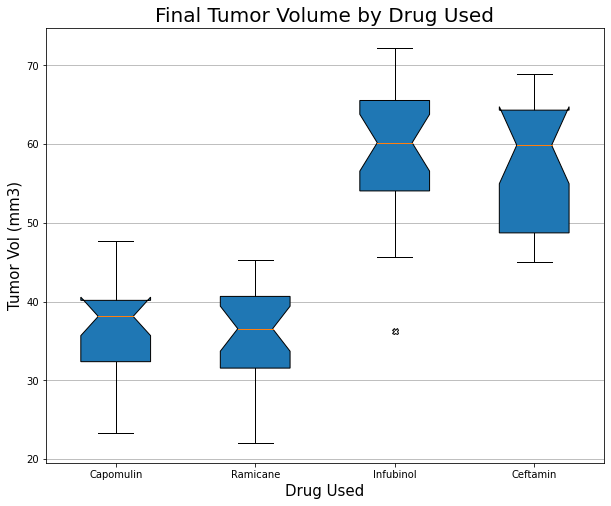 Final Tumor Volume by Drug Used
Tumor Vol (mm3)
70
60
50
40
30
20
Capomulin
Ramicane
Infubinol
Ceftamin
Drug Used